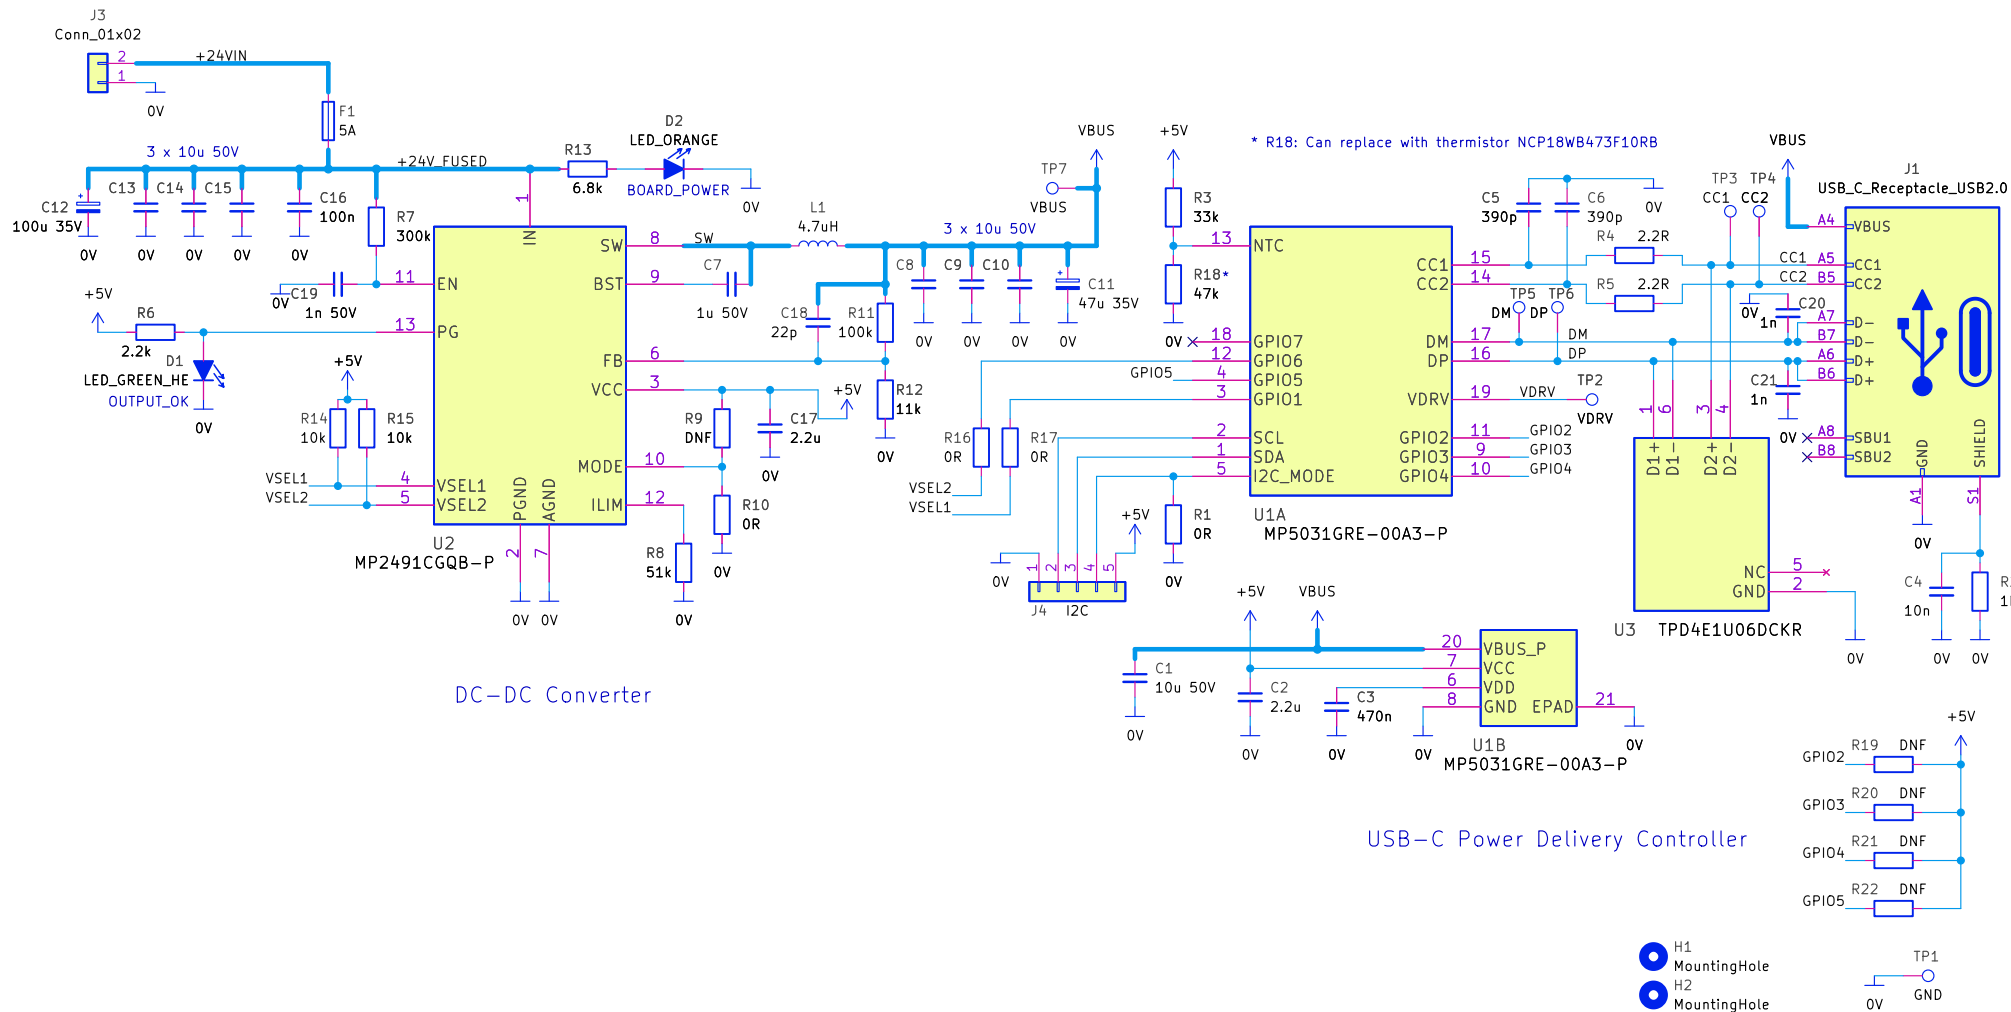 J3
Conn_01x02
2
1
+24VIN
0V
F1
5A
3 x 10u 50V
+24V_FUSED
C12
100u 35V
C13
C14
C15
C16
100n
0V
0V
0V
0V
0V
R7
300k
R13
6.8k
D2
LED_ORANGE
BOARD_POWER
0V
C19
1n 50V
0V
+5V
R6
2.2k
D1
LED_GREEN_HE
OUTPUT_OK
0V
+5V
R14
10k
R15
10k
VSEL1
VSEL2
1
IN
11
EN
13
PG
4
VSEL1
5
VSEL2
SW
8
BST
9
FB
6
VCC
3
MODE
10
ILIM
12
PGND
2
AGND
7
U2
MP2491CGQB-P
0V
0V
SW
L1
4.7uH
C7
1u 50V
C18
22p
R11
100k
R12
11k
0V
+5V
R9
DNF
C17
2.2u
0V
R10
0R
0V
R8
51k
0V
3 x 10u 50V
C8
C9
C10
C11
47u 35V
0V
0V
0V
0V
VBUS
TP7
VBUS
DC-DC Converter
+5V
R3
33k
R18*
47k
0V
* R18: Can replace with thermistor NCP18WB473F10RB
GPIO5
R16
0R
R17
0R
VSEL2
VSEL1
13
NTC
18
GPIO7
12
GPIO6
4
GPIO5
3
GPIO1
2
SCL
1
SDA
5
I2C_MODE
CC1
15
CC2
14
DM
17
DP
16
VDRV
19
GPIO2
11
GPIO3
9
GPIO4
10
U1A
MP5031GRE-00A3-P
R1
0R
0V
+5V
0V
1
2
3
4
5
J4
I2C
C5
390p
C6
390p
0V
R4
2.2R
R5
2.2R
TP3
CC1
TP4
CC2
TP5
DM
TP6
DP
DM
DP
VDRV
TP2
VDRV
GPIO2
GPIO3
GPIO4
CC1
CC2
0V
C20
1n
C21
1n
0V
VBUS
J1
USB_C_Receptacle_USB2.0
A4
VBUS
A5
CC1
B5
CC2
A7
D-
B7
D-
A6
D+
B6
D+
A8
SBU1
B8
SBU2
GND
A1
SHIELD
S1
0V
C4
10n
0V
0V
1
D1+
6
D1-
3
D2+
4
D2-
NC
5
GND
2
U3
TPD4E1U06DCKR
0V
+5V
VBUS
C1
10u 50V
0V
C2
2.2u
0V
C3
470n
0V
0V
20
VBUS_P
7
VCC
6
VDD
8
GND
EPAD
21
0V
U1B
MP5031GRE-00A3-P
USB-C Power Delivery Controller
+5V
GPIO2
R19
DNF
GPIO3
R20
DNF
GPIO4
R21
DNF
GPIO5
R22
DNF
H1
MountingHole
H2
MountingHole
TP1
GND
0V